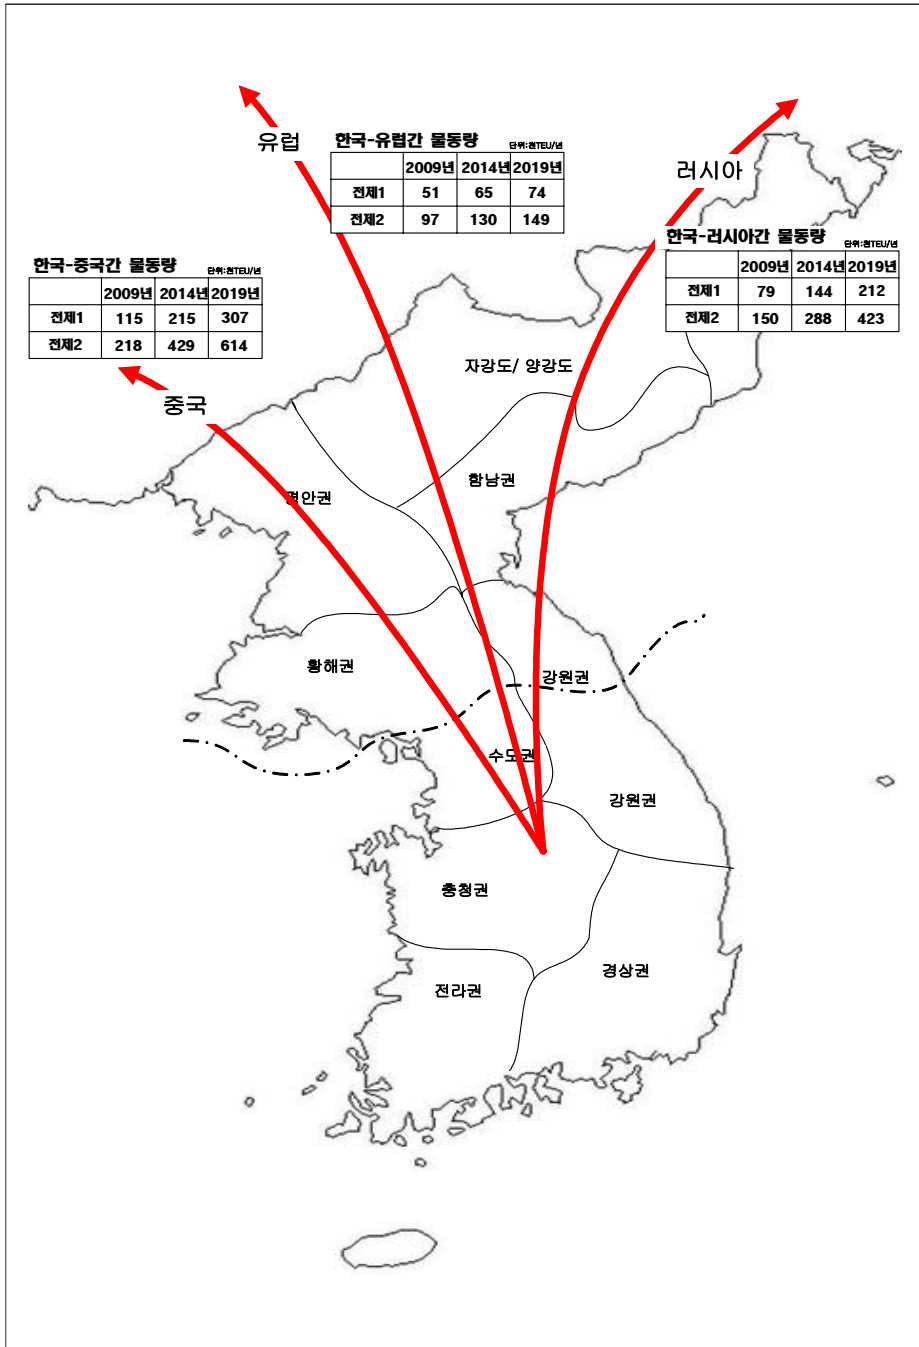 유럽
한국-유럽간 물동량 단위:천TEU/년
2009년 2014년 2019년
전제1 51 65 74
전제2 97 130 149
러시아
한국-러시아간 물동량 단위:천TEU/년
2009년 2014년 2019년
전제1 79 144 212
전제2 150 288 423
한국-중국간 물동량 단위:천TEU/년
2009년 2014년 2019년
전제1 115 215 307
전제2 218 429 614
중국
자강도/ 양강도
함남권
평안권
황해권
강원권
수도권
강원권
충청권
경상권
전라권